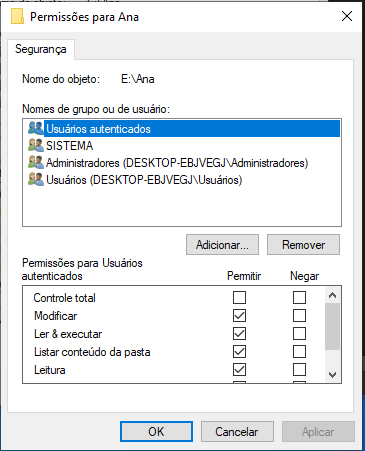 Permissões para Ana
Segurança
Nome do objeto: E:\Ana
Nomes de grupo ou de usuário:
Usuários autenticados
SISTEMA
Administradores (DESKTOP-EBJVEGJ\Administradores)
Usuários (DESKTOP-EBJVEGJ\Usuários)
Adicionar... Remover
Permissões para Usuários
autenticados Permitir Negar
Controle total
Modificar
Ler & executar
Listar conteúdo da pasta
Leitura
OK Cancelar Aplicar